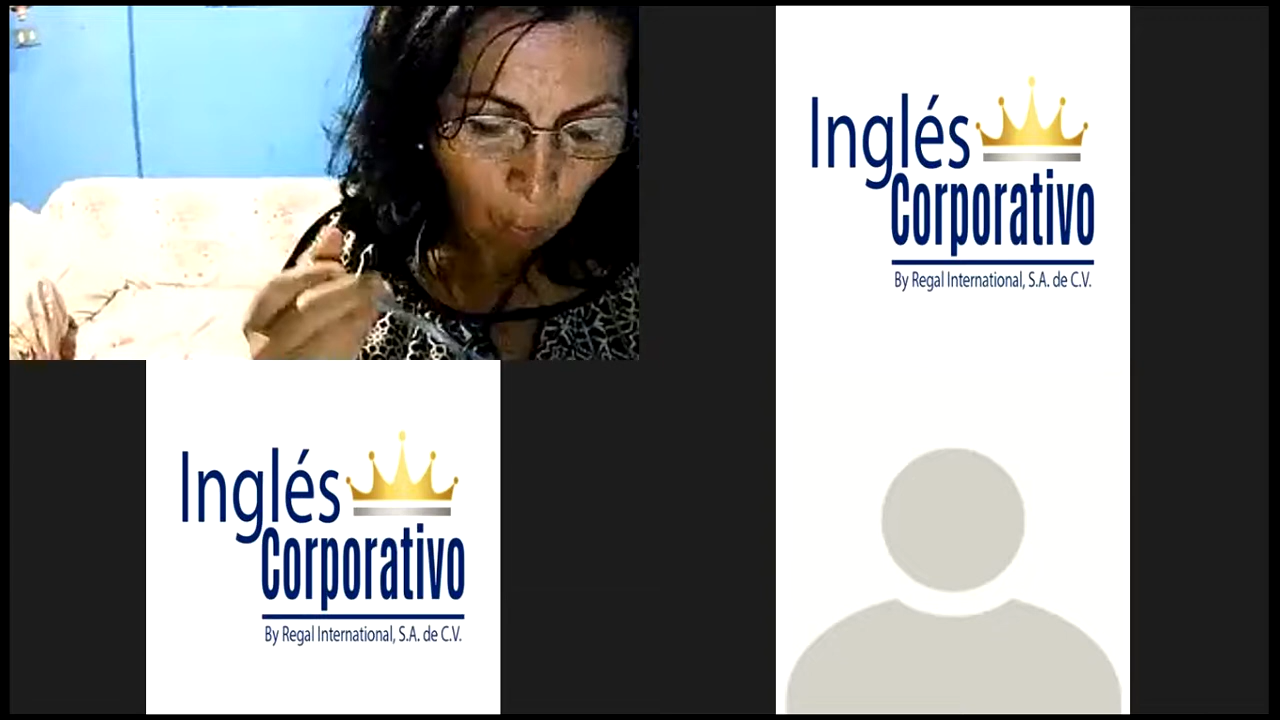 Inglés
Corporativo
By Regal International, S.A. de C.V.
Inglés
Corporativo
By Regal International, S.A. de C.V.